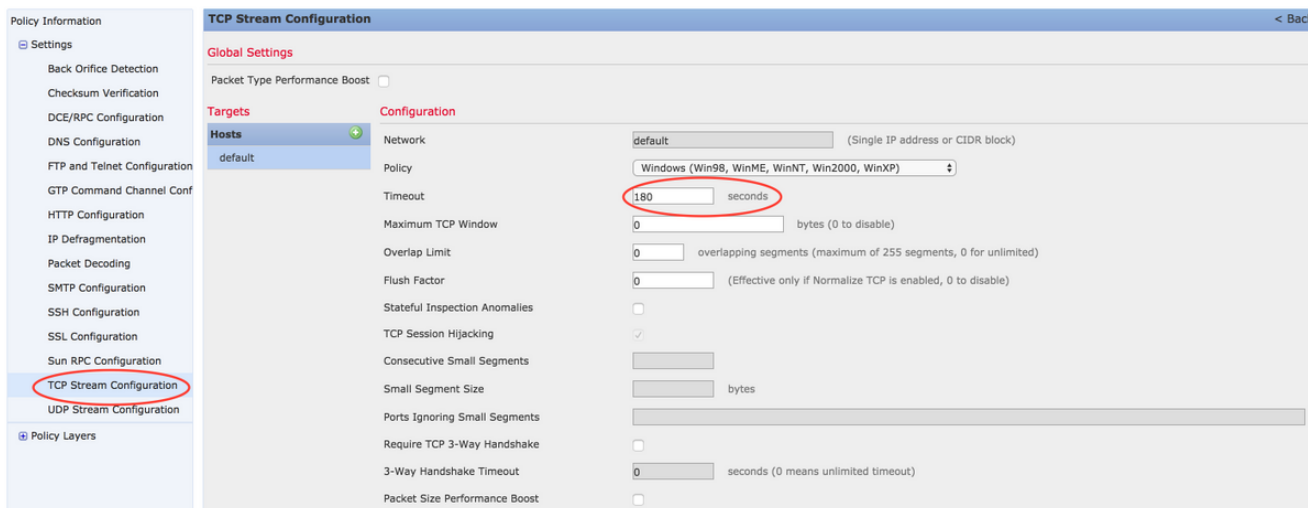 Policy Information
Settings
Back Orifice Detection
Checksum Verification
DCE/RPC Configuration
DNS Configuration
FTP and Telnet Configuration
GTP Command Channel Conf
HTTP Configuration
IP Defragmentation
Packet Decoding
SMTP Configuration
SSH Configuration
SSL Configuration
Sun RPC Configuration
TCP Stream Configuration
UDP Stream Configuration
Policy Layers
TCP Stream Configuration < Bac
Global Settings
Packet Type Performance Boost
Targets
Hosts
default
Configuration
Network default (Single IP address or CIDR block)
Policy Windows (Win98, WinME, WinNT, Win2000, WinXP)
Timeout 180 seconds
Maximum TCP Window 0 bytes (0 to disable)
Overlap Limit 0 overlapping segments (maximum of 255 segments, 0 for unlimited)
Flush Factor 0 (Effective only if Normalize TCP is enabled, 0 to disable)
Stateful Inspection Anomalies
TCP Session Hijacking
Consecutive Small Segments
Small Segment Size bytes
Ports Ignoring Small Segments
Require TCP 3-Way Handshake
3-Way Handshake Timeout 0 seconds (0 means unlimited timeout)
Packet Size Performance Boost